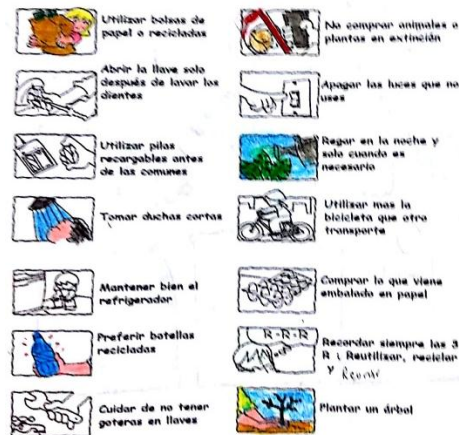 Utilizar bolsas de
papel o recicladas
Abrir la llave solo
después de lavar los
dientes
Utilizar pilas
recargables antes
de las comunes
Tomar duchas cortas
Mantener bien el
refrigerador
Preferir botellas
recicladas
Cuidar de no tener
goteras en llaves
No comprar animales o
plantas en extinción
Apagar las luces que no
uses
Regar en la noche y
solo cuando es
necesario
Utilizar mas la
bicicleta que otro
transporte
Comprar lo que viene
embalado en papel
R-R-R
Recordar siempre las 3
R : Reutilizar, reciclar
y
Plantar un árbol